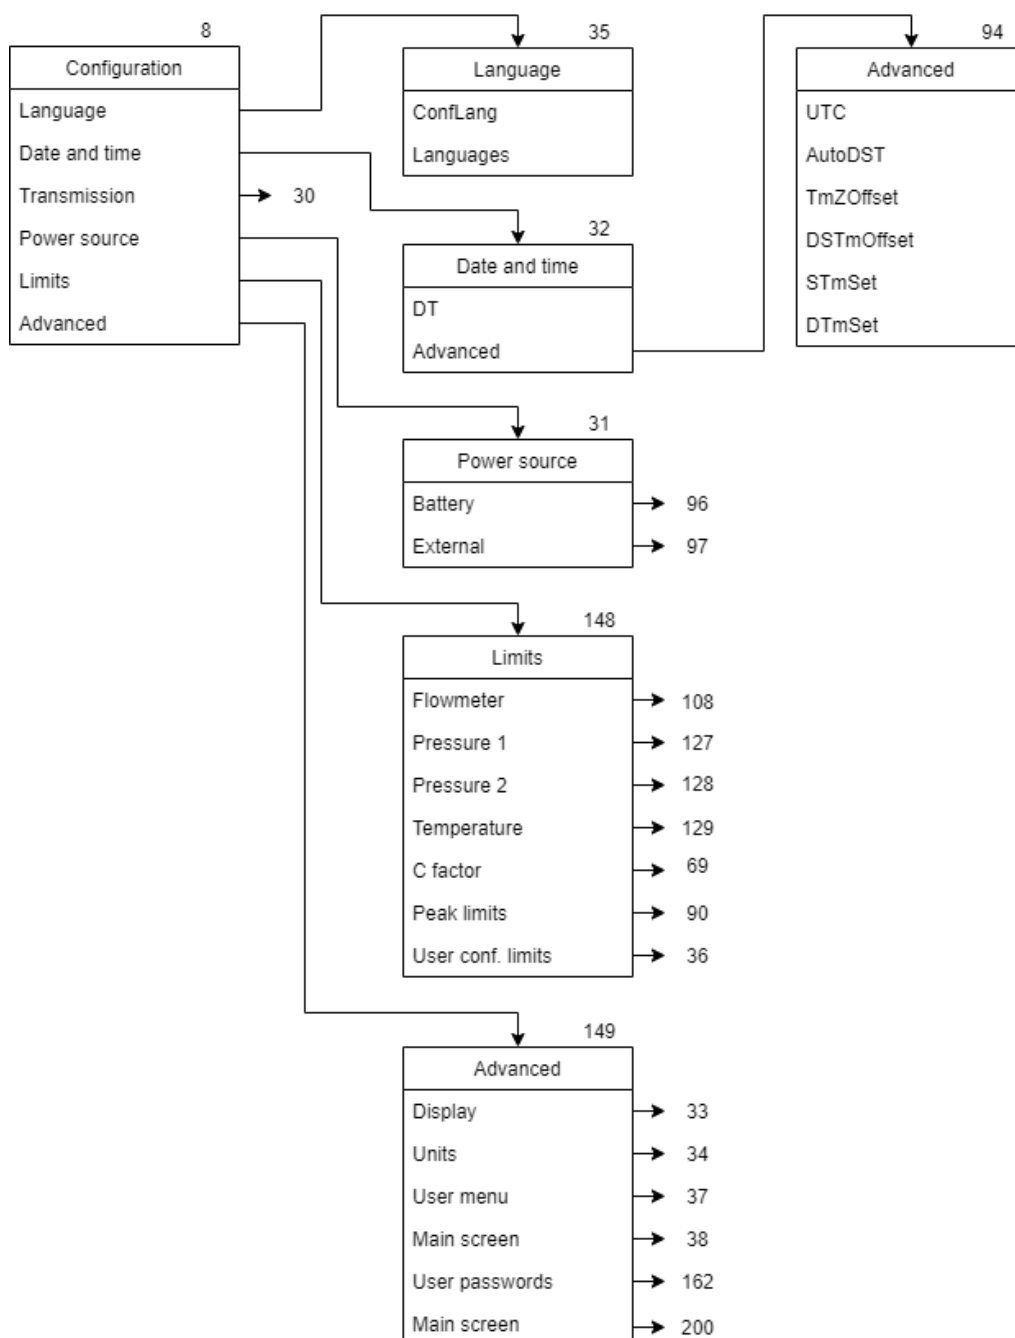 8
Configuration
Language
Date and time
Transmission
30
Power source
Limits
Advanced
35
Language
ConfLang
Languages
94
Advanced
UTC
AutoDST
TmZOffset
DSTmOffset
STmSet
DTmSet
32
Date and time
DT
Advanced
31
Power source
Battery 96
External 97
148
Limits
Flowmeter 108
Pressure 1 127
Pressure 2 128
Temperature 129
C factor 69
Peak limits 90
User conf. limits 36
149
Advanced
Display 33
Units 34
User menu 37
Main screen 38
User passwords 162
Main screen 200